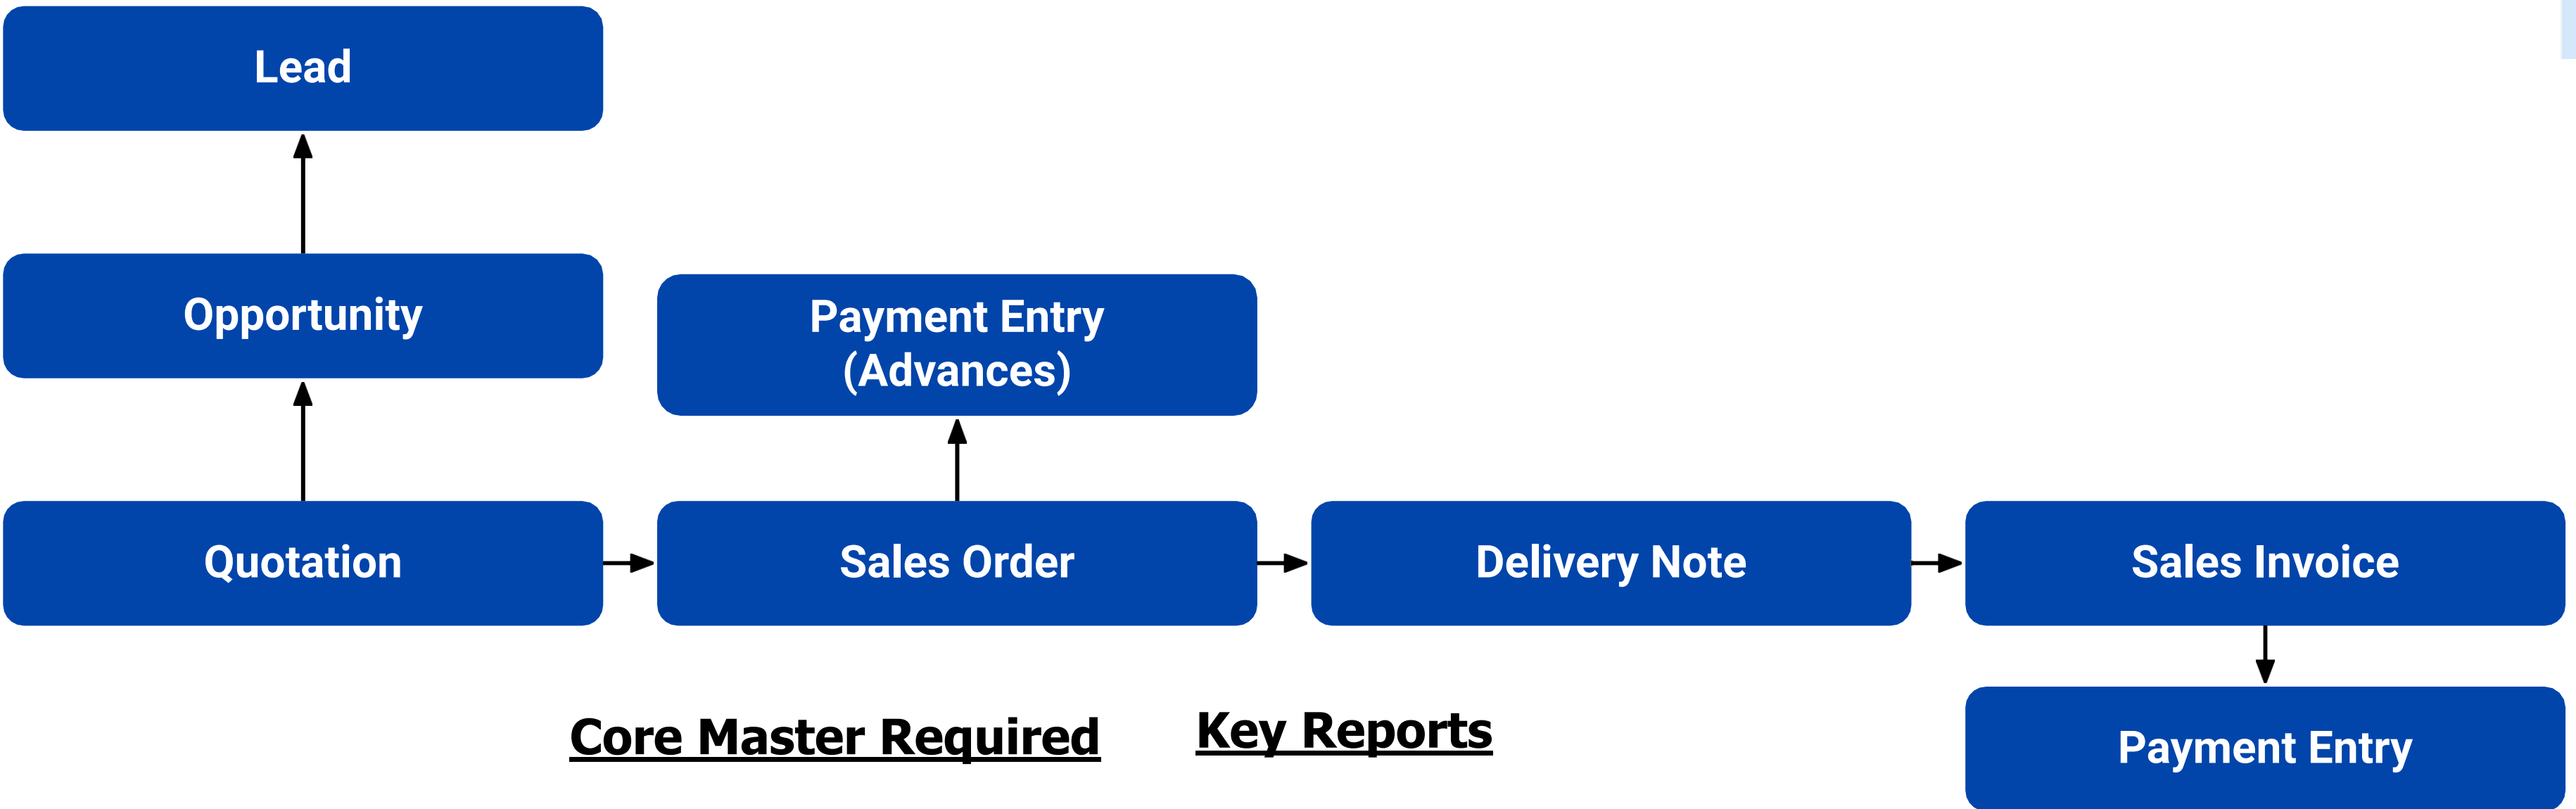 Lead
Opportunity
Payment Entry
(Advances)
Quotation
Sales Order
Delivery Note
Sales Invoice
Core Master Required
Key Reports
Payment Entry